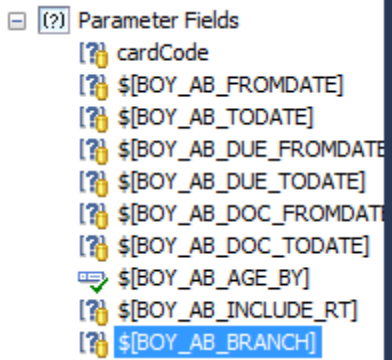 Parameter Fields
cardCode
$[BOY_AB_FROMDATE]
$[BOY_AB_TODATE]
$[BOY_AB_DUE_FROMDATE
$[BOY_AB_DUE_TODATE]
$[BOY_AB_DOC_FROMDAT
$[BOY_AB_DOC_TODATE]
$[BOY_AB_AGE_BY]
$[BOY_AB_INCLUDE_RT]
$[BOY_AB_BRANCH]